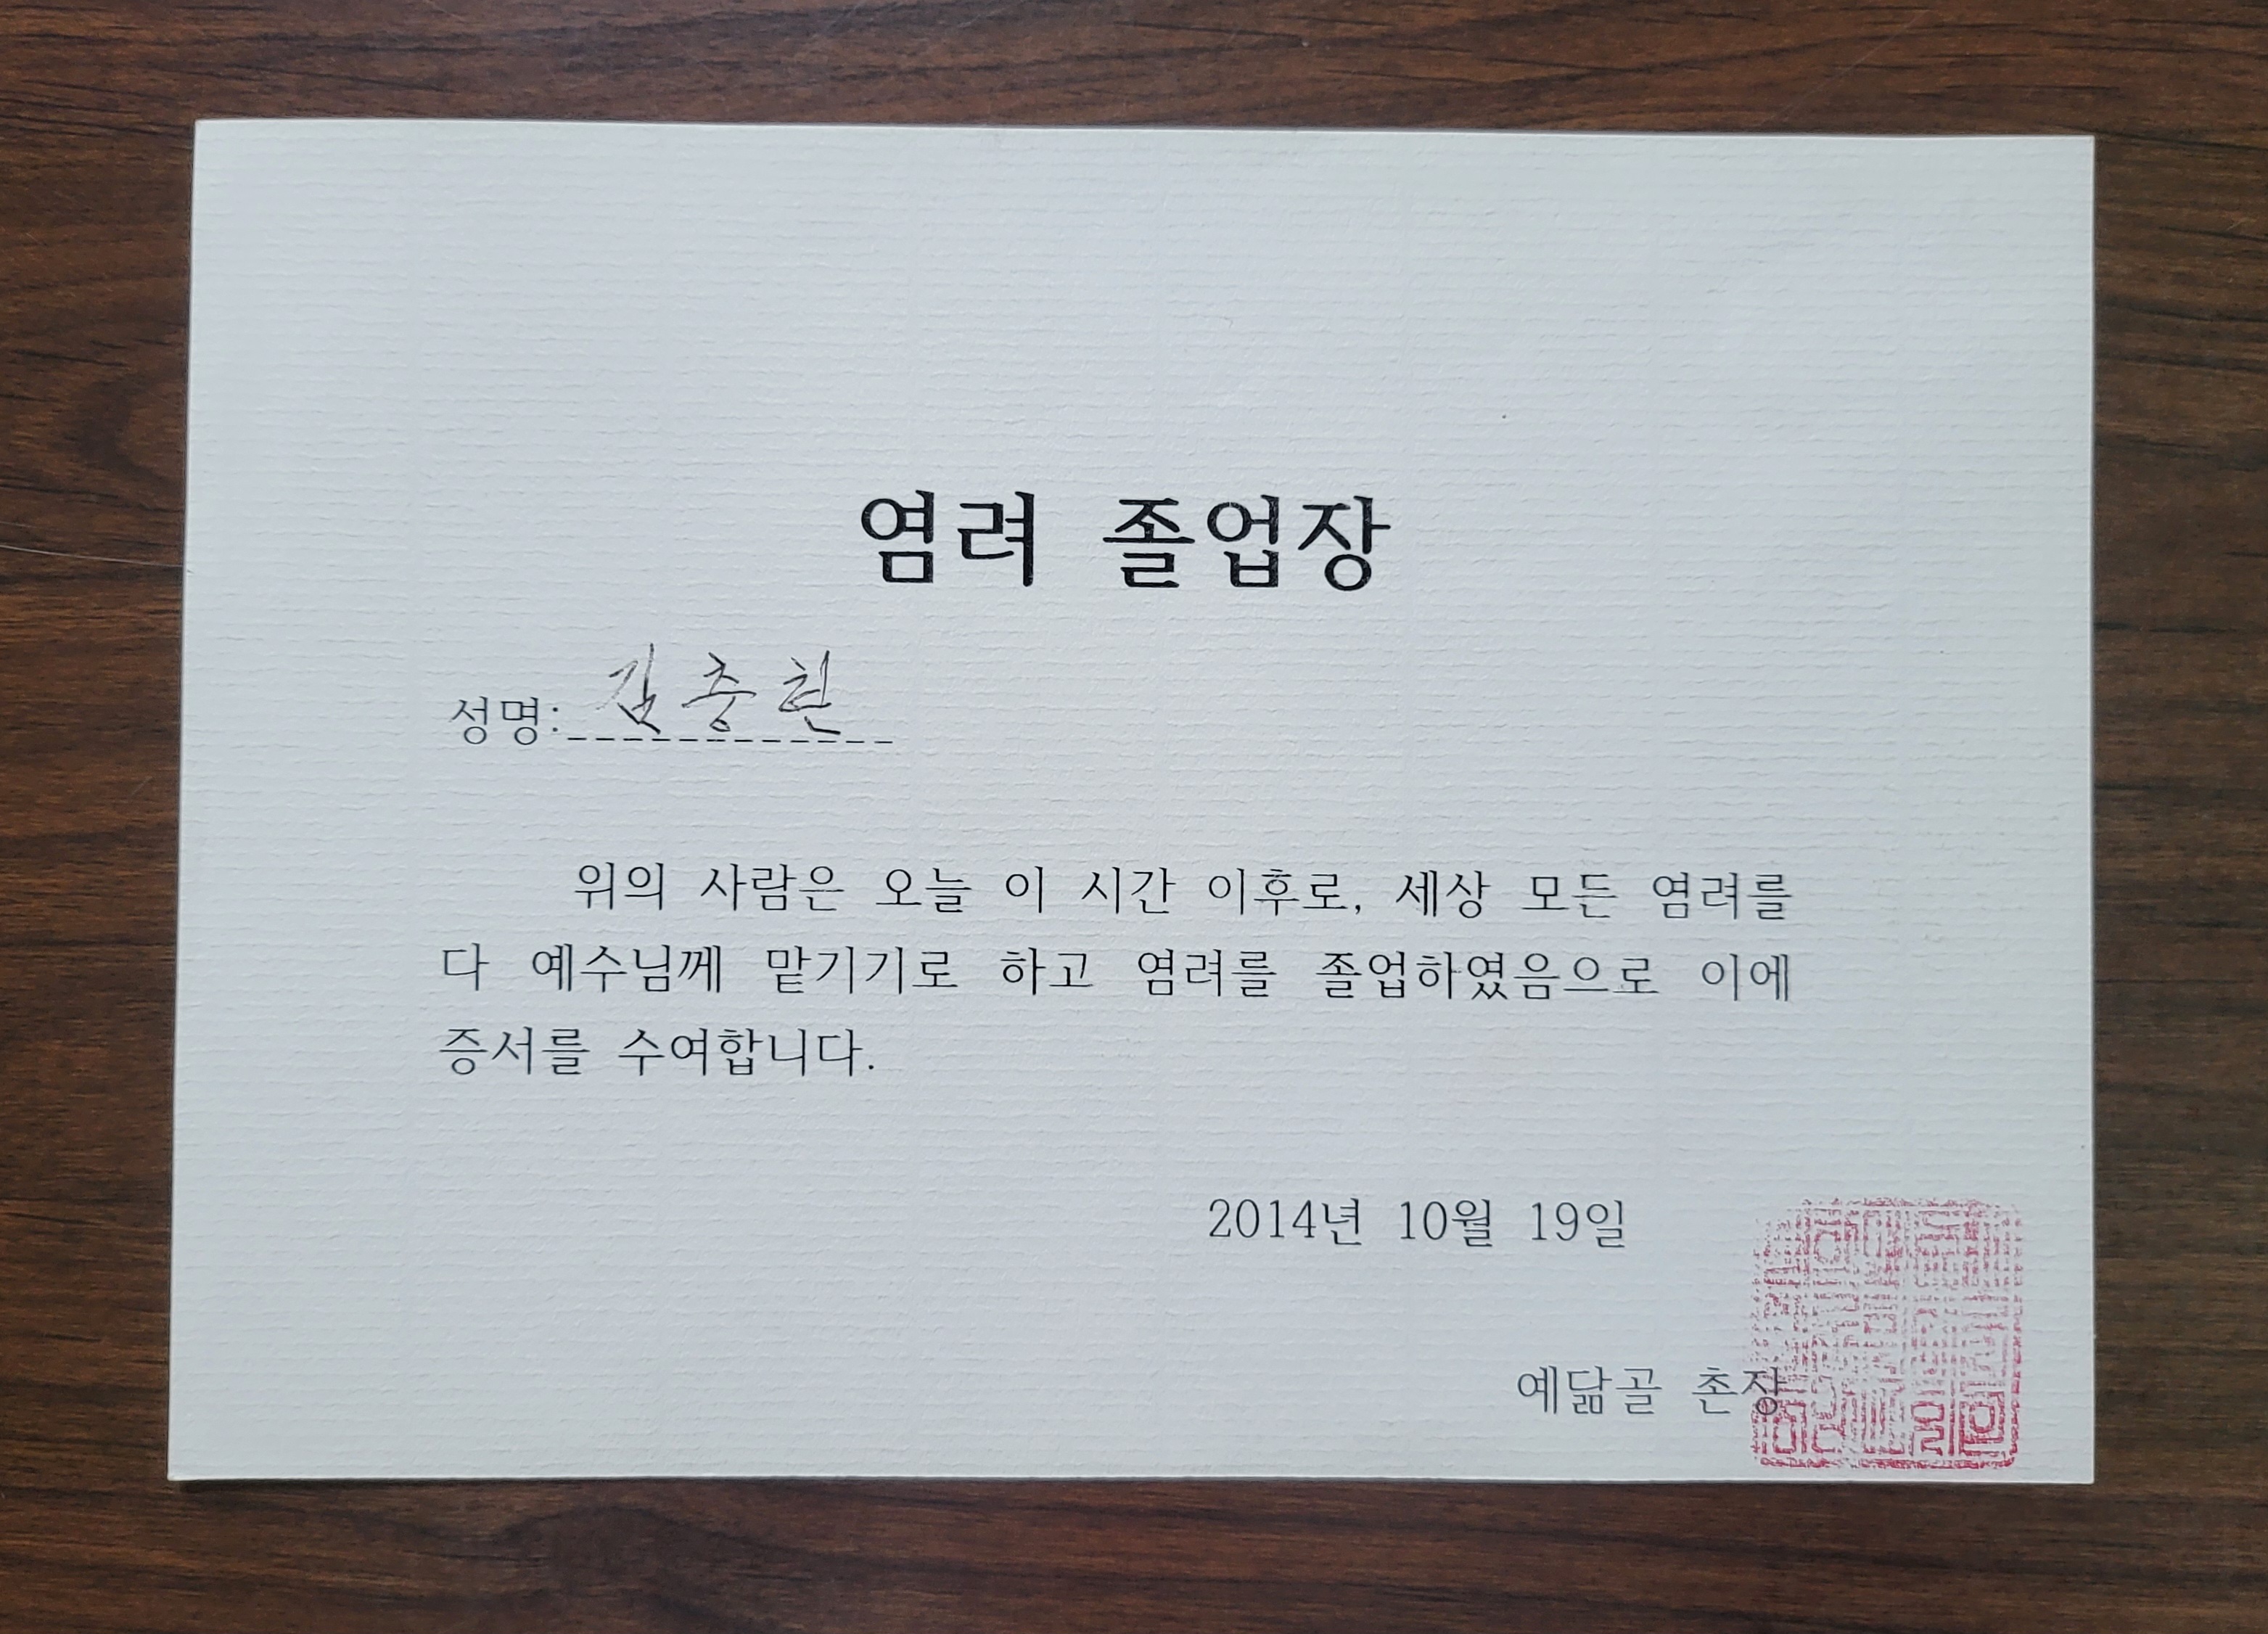 염려 졸업장
성명: 김종현
위의 사람은 오늘 이 시간 이후로, 세상 모든 염려를
다 예수님께 맡기기로 하고 염려를 졸업하였음으로 이에
증서를 수여합니다.
2014년 10월 19일
예닮골 촌장